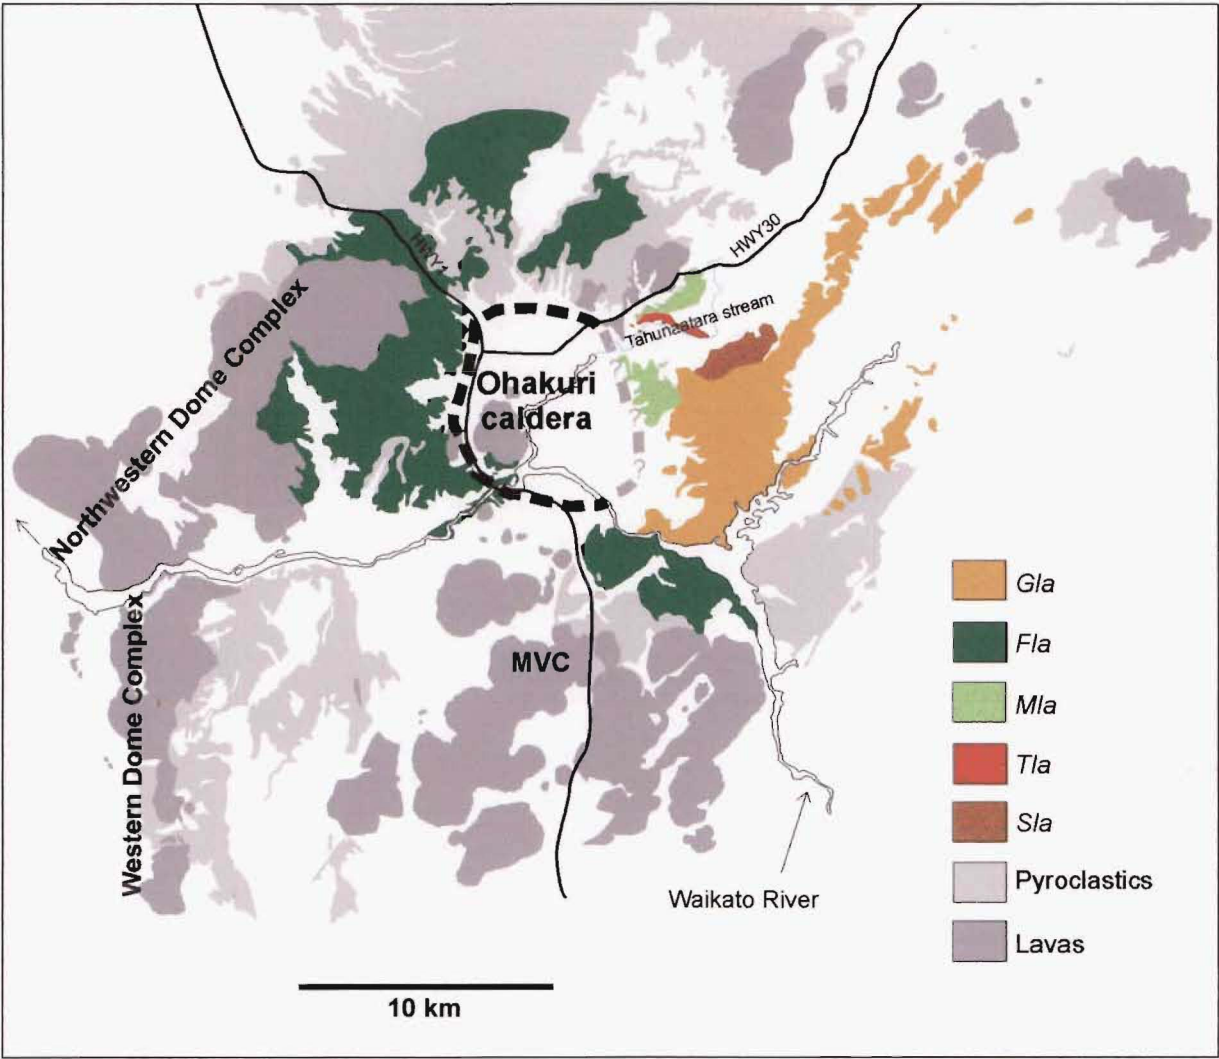 HWY1
HWY30
Tahunaatara stream
Ohakuri
caldera
Northwestern Dome Complex
Western Dome Complex
MVC
Gla
Fla
Mla
Tla
Sla
Pyroclastics
Lavas
Waikato River
10 km
?